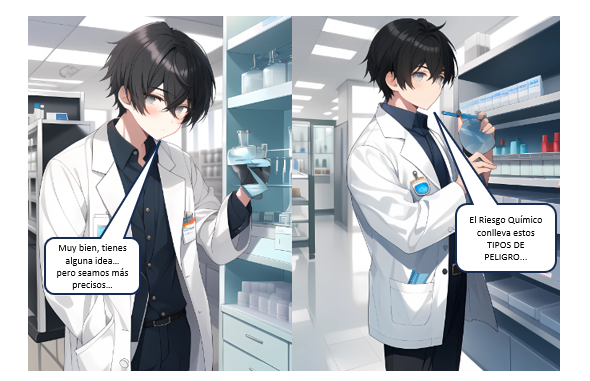 Muy bien, tienes
alguna idea...
pero seamos más
precisos...
El Riesgo Químico
conlleva estos
TIPOS DE
PELIGRO...